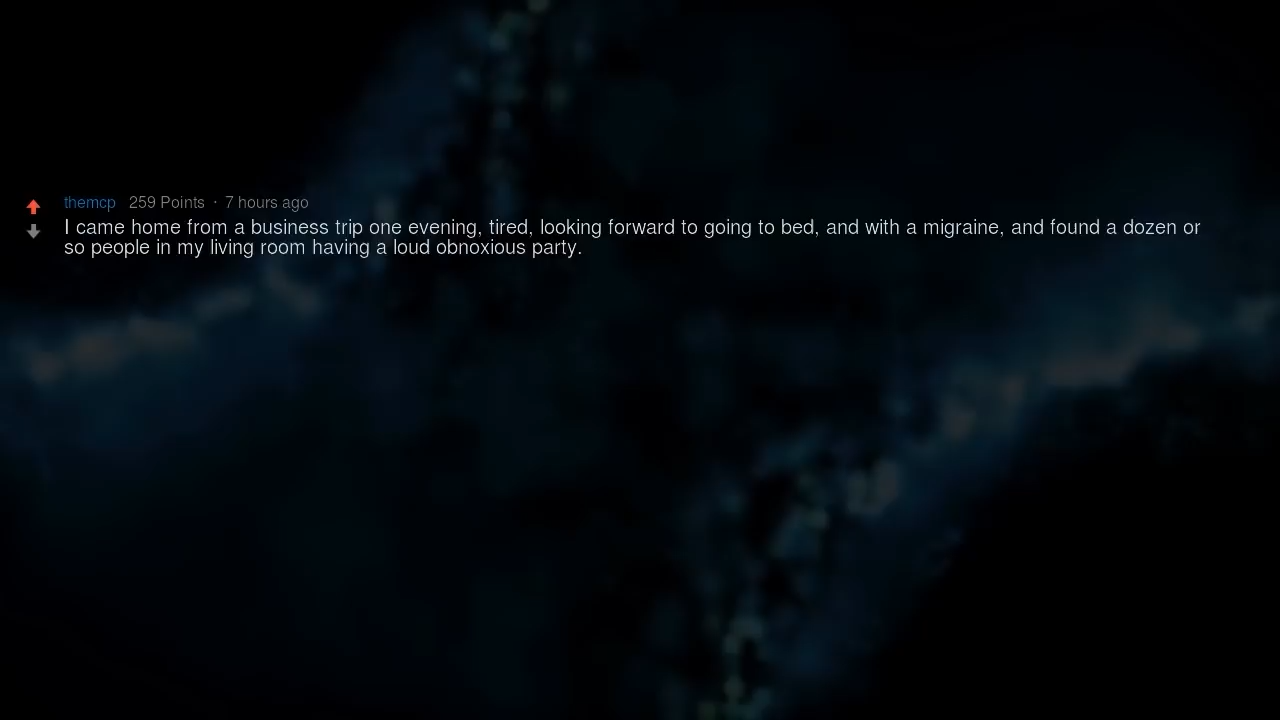 themcp 259 Points · 7 hours ago
I came home from a business trip one evening, tired, looking forward to going to bed, and with a migraine, and found a dozen or
so people in my living room having a loud obnoxious party.